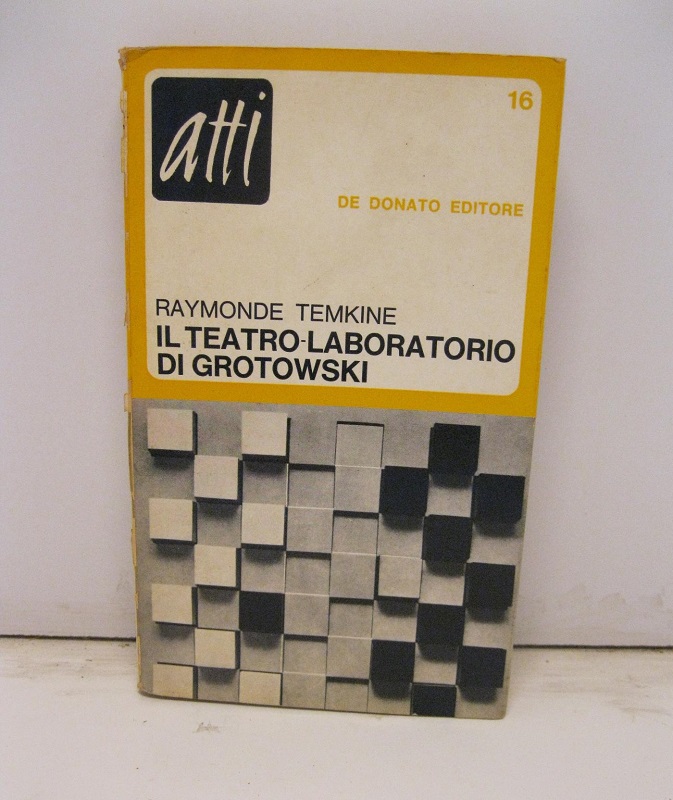 atti
16
DE DONATO EDITORE
RAYMONDE TEMKINE
IL TEATRO-LABORATORIO
DI GROTOWSKI